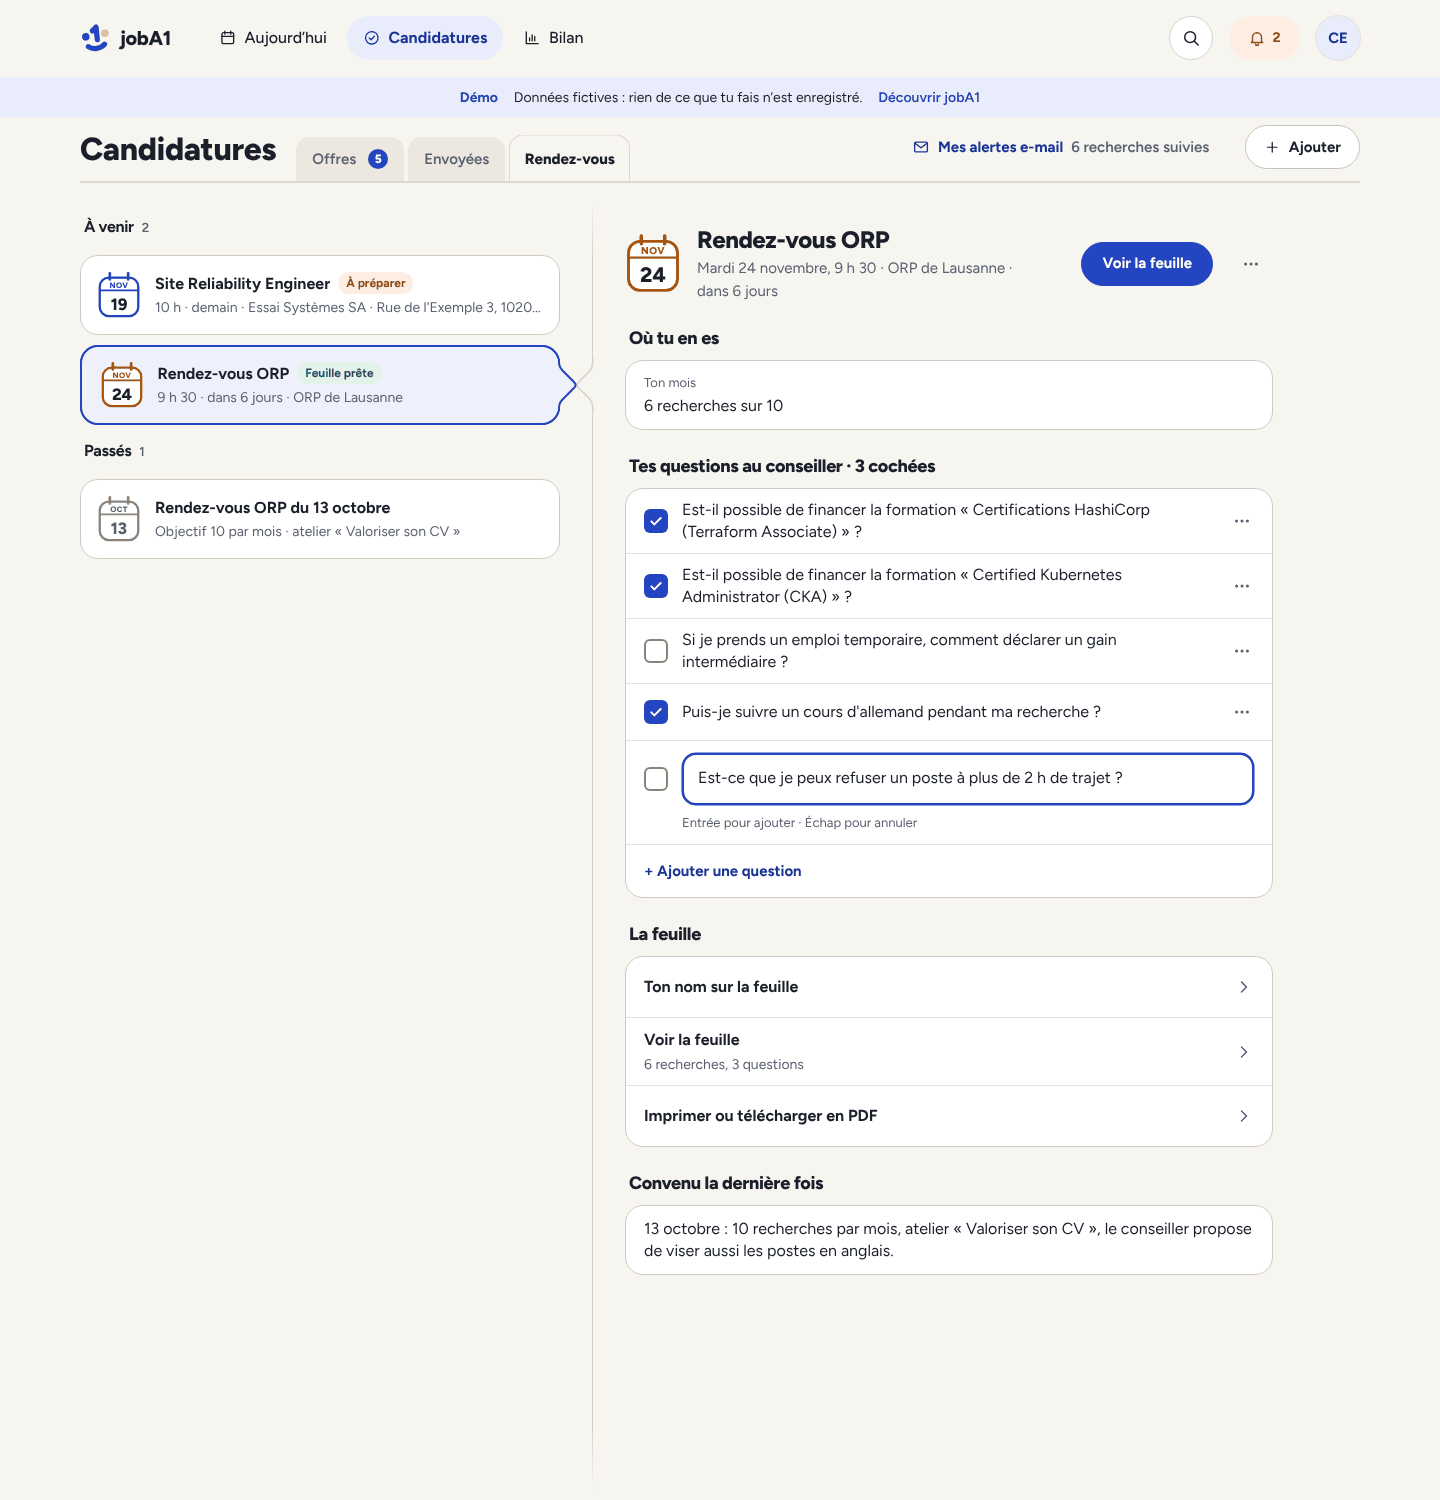 jobA1
Aujourd’hui
Candidatures
Bilan
2
CE
Démo Données fictives : rien de ce que tu fais n’est enregistré. Découvrir jobA1
Candidatures
Offres 5
Envoyées
Rendez-vous
Mes alertes e-mail 6 recherches suivies
Ajouter
À venir 2
NOV
19
Site Reliability Engineer À préparer
10 h · demain · Essai Systèmes SA · Rue de l'Exemple 3, 1020...
NOV
24
Rendez-vous ORP Feuille prête
9 h 30 · dans 6 jours · ORP de Lausanne
Passés 1
OCT
13
Rendez-vous ORP du 13 octobre
Objectif 10 par mois · atelier « Valoriser son CV »
NOV
24
Rendez-vous ORP
Mardi 24 novembre, 9 h 30 · ORP de Lausanne ·
dans 6 jours
Voir la feuille
Où tu en es
Ton mois
6 recherches sur 10
Tes questions au conseiller · 3 cochées
Est-il possible de financer la formation « Certifications HashiCorp
(Terraform Associate) » ?
Est-il possible de financer la formation « Certified Kubernetes
Administrator (CKA) » ?
Si je prends un emploi temporaire, comment déclarer un gain
intermédiaire ?
Puis-je suivre un cours d'allemand pendant ma recherche ?
Est-ce que je peux refuser un poste à plus de 2 h de trajet ?
Entrée pour ajouter · Échap pour annuler
+ Ajouter une question
La feuille
Ton nom sur la feuille
Voir la feuille
6 recherches, 3 questions
Imprimer ou télécharger en PDF
Convenu la dernière fois
13 octobre : 10 recherches par mois, atelier « Valoriser son CV », le conseiller propose
de viser aussi les postes en anglais.